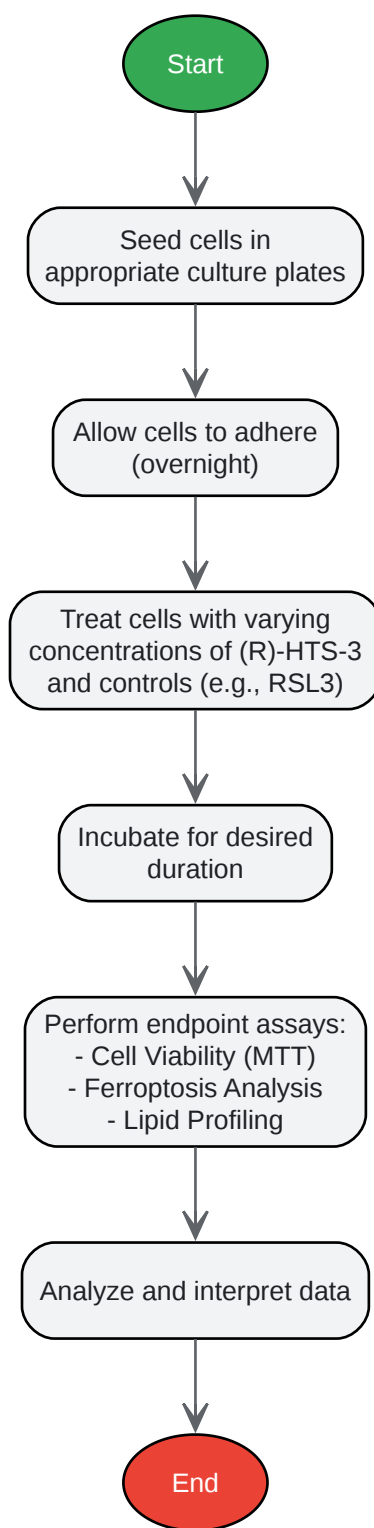 Start
Seed cells in
appropriate culture plates
Allow cells to adhere
(overnight)
Treat cells with varying
concentrations of (R)-HTS-3
and controls (e.g., RSL3)
Incubate for desired
duration
Perform endpoint assays:
- Cell Viability (MTT)
- Ferroptosis Analysis
- Lipid Profiling
Analyze and interpret data
End